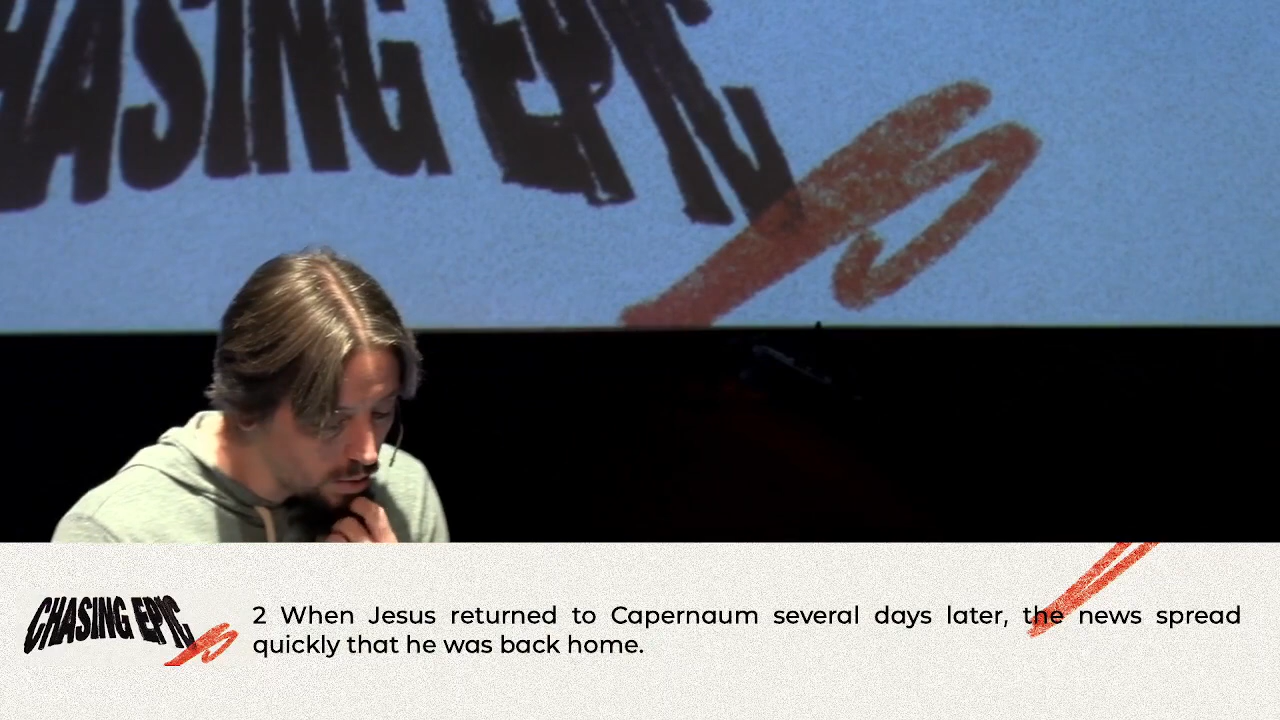 CHASING EPIC
CHASING EPIC
2 When Jesus returned to Capernaum several days later, the news spread
quickly that he was back home.